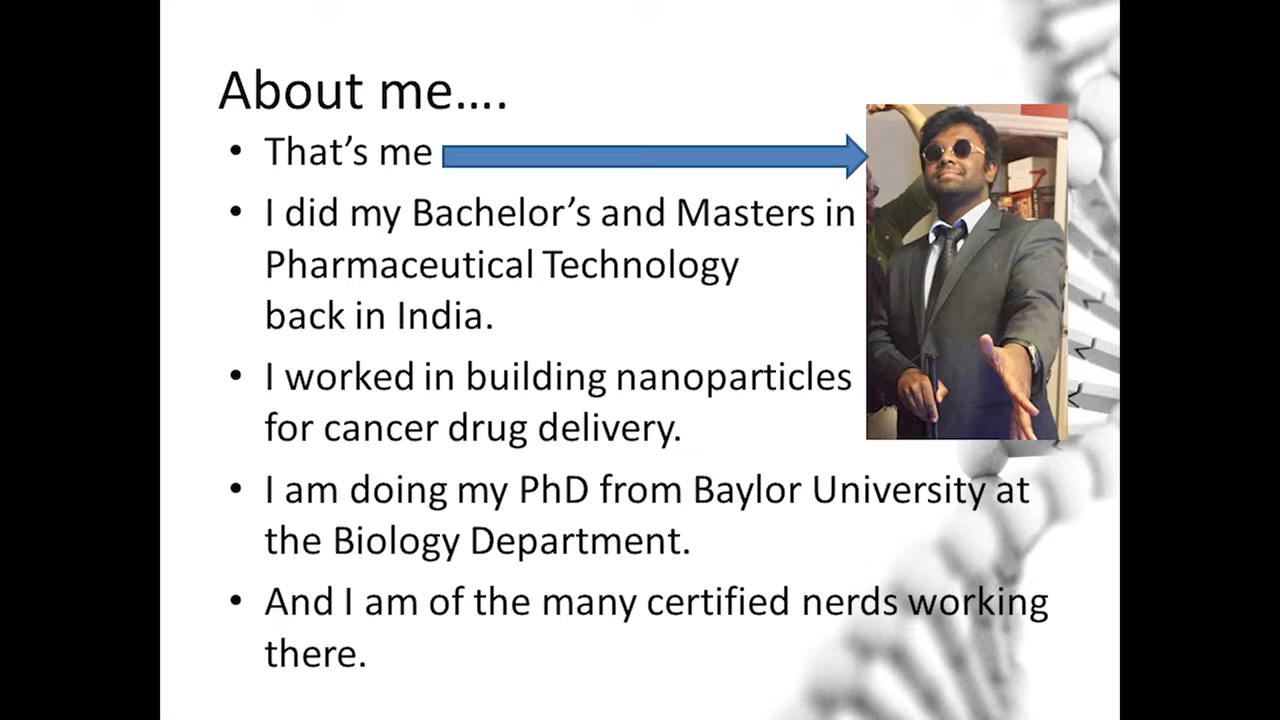 About me....
• That's me
• I did my Bachelor's and Masters in
Pharmaceutical Technology
back in India.
• I worked in building nanoparticles
for cancer drug delivery.
• I am doing my PhD from Baylor University at
the Biology Department.
• And I am of the many certified nerds working
there.